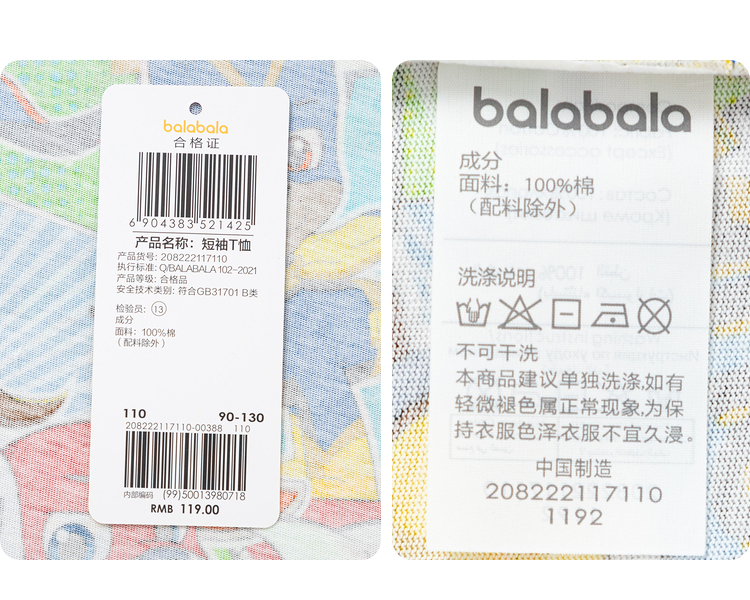 balabala
合格证
6 904383 521425
产品名称：短袖T恤
产品货号: 208222117110
执行标准: Q/BALABALA 102-2021
产品等级: 合格品
安全技术类别: 符合GB31701 B类
检验员: 13
成分
面料: 100%棉
（配料除外）
110 90-130
208222117110-00388 110
内部编码 (99)50013980718
RMB 119.00
balabala
成分
面料：100%棉
（配料除外）
洗涤说明
不可干洗
本商品建议单独洗涤,如有
轻微褪色属正常现象,为保
持衣服色泽,衣服不宜久浸。
中国制造
208222117110
1192